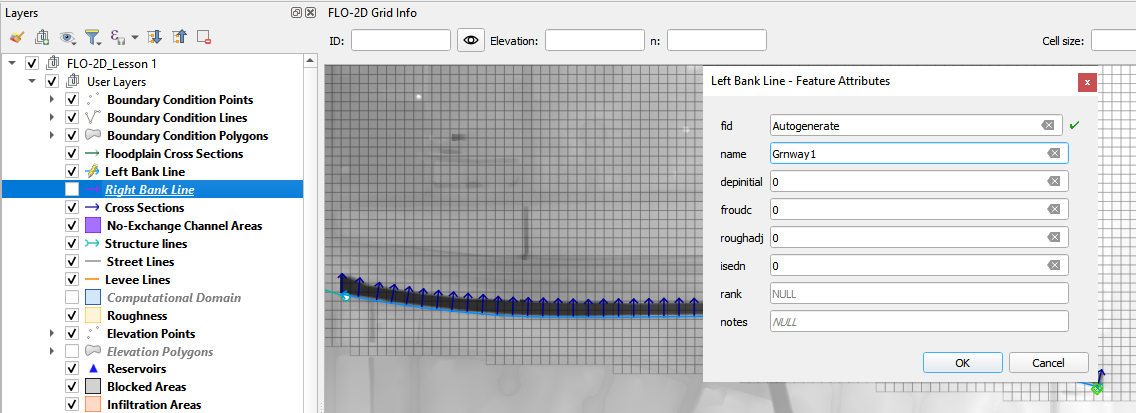 Layers
FLO-2D_Lesson 1
User Layers
Boundary Condition Points
Boundary Condition Lines
Boundary Condition Polygons
Floodplain Cross Sections
Left Bank Line
Right Bank Line
Cross Sections
No-Exchange Channel Areas
Structure lines
Street Lines
Levee Lines
Computational Domain
Roughness
Elevation Points
Elevation Polygons
Reservoirs
Blocked Areas
Infiltration Areas
FLO-2D Grid Info
ID: Elevation: n: Cell size:
Left Bank Line - Feature Attributes
fid Autogenerate
name Grnway1
depinitial 0
froudc 0
roughadj 0
isedn 0
rank NULL
notes NULL
OK Cancel